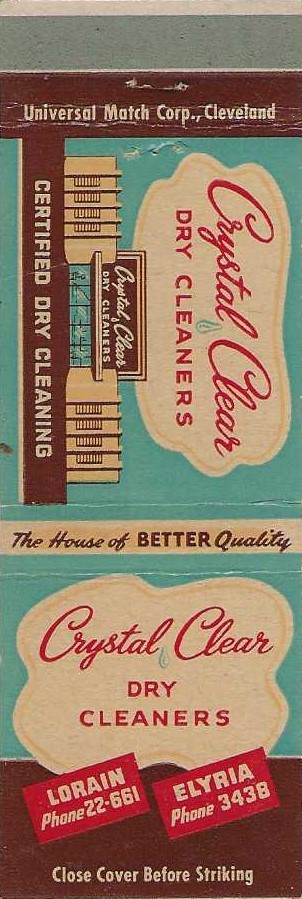 Universal Match Corp., Cleveland
Crystal Clear
DRY CLEANERS
Crystal Clear
DRY CLEANERS
CERTIFIED DRY CLEANING
The House of BETTER Quality
Crystal Clear
DRY
CLEANERS
LORAIN
Phone 22-661
ELYRIA
Phone 3438
Close Cover Before Striking